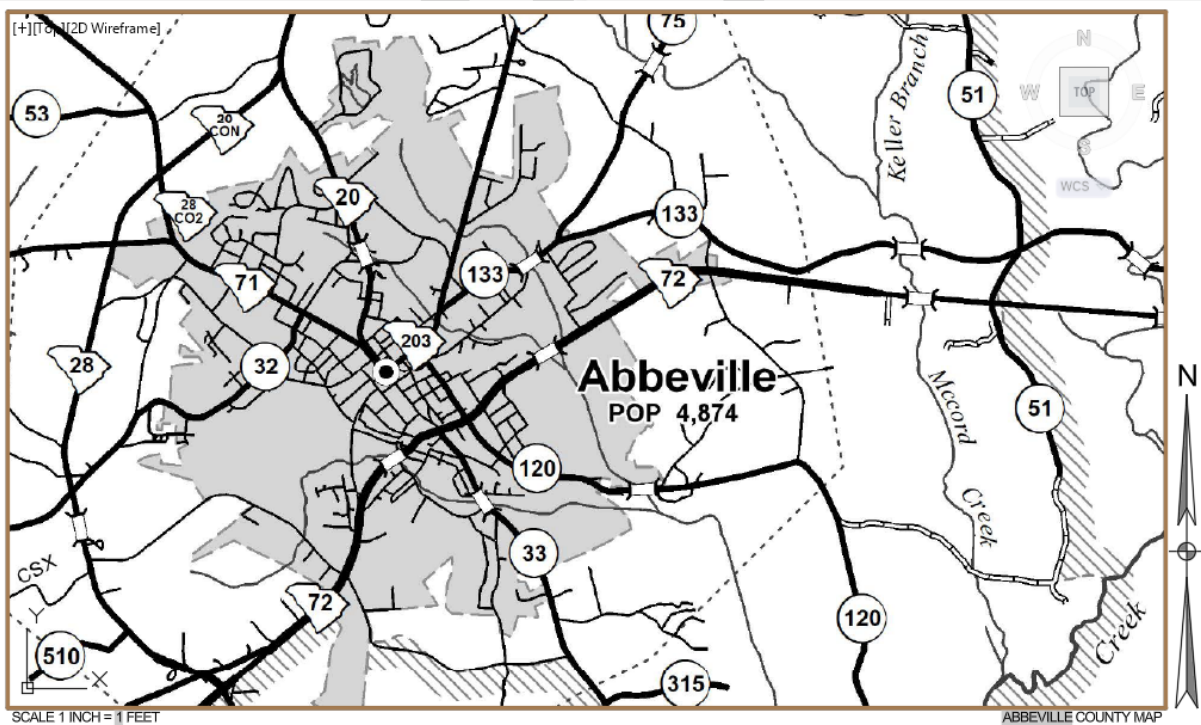 [+][Top][2D Wireframe]
75
N
53
20
CON
Keller Branch
51
W
TOP
E
S
WCS
28
CO2
20
133
71
133
72
203
28
32
Abbeville
POP 4,874
N
Mccord
Creek
51
120
33
CSX
72
120
Y
X
510
315
Creek
SCALE 1 INCH = 1 FEET
ABBEVILLE COUNTY MAP